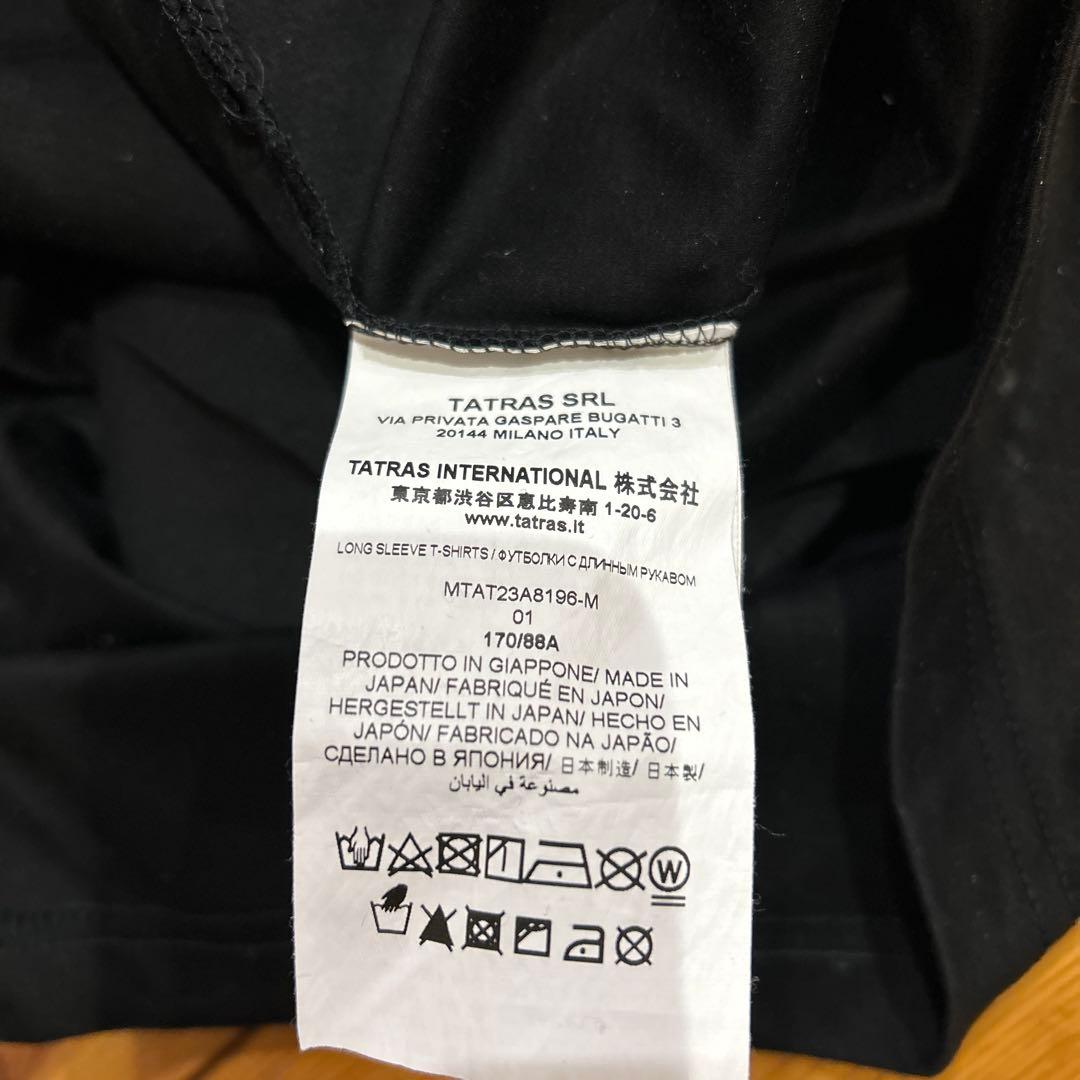 TATRAS SRL
VIA PRIVATA GASPARE BUGATTI 3
20144 MILANO ITALY
TATRAS INTERNATIONAL 株式会社
東京都渋谷区恵比寿南 1-20-6
www.tatras.it
LONG SLEEVE T-SHIRTS / ФУТБОЛКИ С ДЛИННЫМ РУКАВОМ
MTAT23A8196-M
01
170/88A
PRODOTTO IN GIAPPONE/ MADE IN
JAPAN/ FABRIQUÉ EN JAPON/
HERGESTELLT IN JAPAN/ HECHO EN
JAPÓN/ FABRICADO NA JAPÃO/
СДЕЛАНО В ЯПОНИЯ/ 日本制造/ 日本製/
مصنوعة في اليابان
W